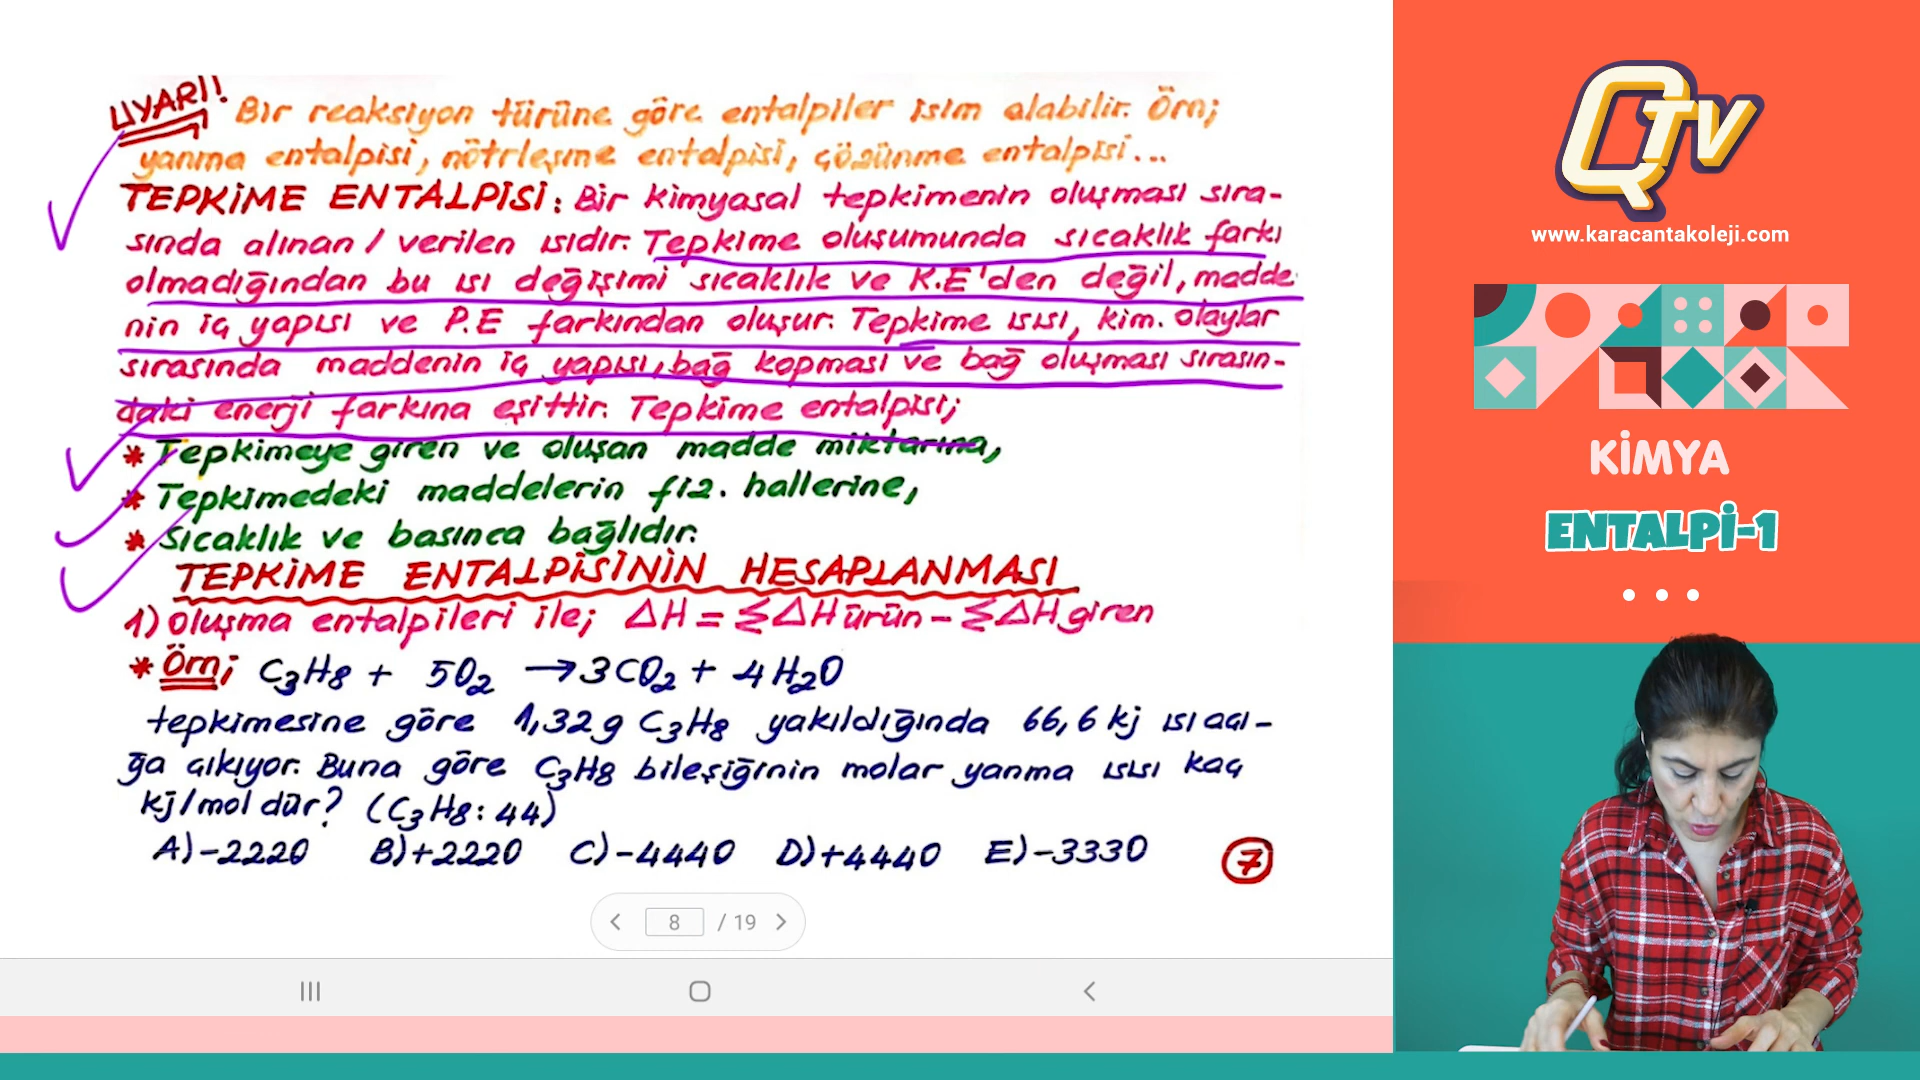 UYARI!! Bir reaksiyon türüne göre entalpiler isim alabilir. Örn;
yanma entalpisi, nötrleşme entalpisi, çözünme entalpisi...
TEPKİME ENTALPİSİ: Bir kimyasal tepkimenin oluşması sıra-
sında alınan / verilen ısıdır. Tepkime oluşumunda sıcaklık farkı
olmadığından bu ısı değişimi sıcaklık ve K.E'den değil, madde
nin iç yapısı ve P.E farkından oluşur. Tepkime ısısı, kim. olaylar
sırasında maddenin iç yapısı, bağ kopması ve bağ oluşması sırasın-
daki enerji farkına eşittir. Tepkime entalpisi;
* Tepkimeye giren ve oluşan madde miktarına,
* Tepkimedeki maddelerin fiz. hallerine,
* Sıcaklık ve basınca bağlıdır.
TEPKİME ENTALPİSİNİN HESAPLANMASI
1) Oluşma entalpileri ile; ΔH = ΣΔHürün - ΣΔHgiren
* Örn; C₃H₈ + 5O₂ → 3CO₂ + 4H₂O
tepkimesine göre 1,32g C₃H₈ yakıldığında 66,6 kj ısı açı-
ğa çıkıyor. Buna göre C₃H₈ bileşiğinin molar yanma ısısı kaç
kj/mol dür? (C₃H₈: 44)
A) -2220 B) +2220 C) -4440 D) +4440 E) -3330
7
8 / 19
QTV
www.karacantakoleji.com
KİMYA
ENTALPİ-1